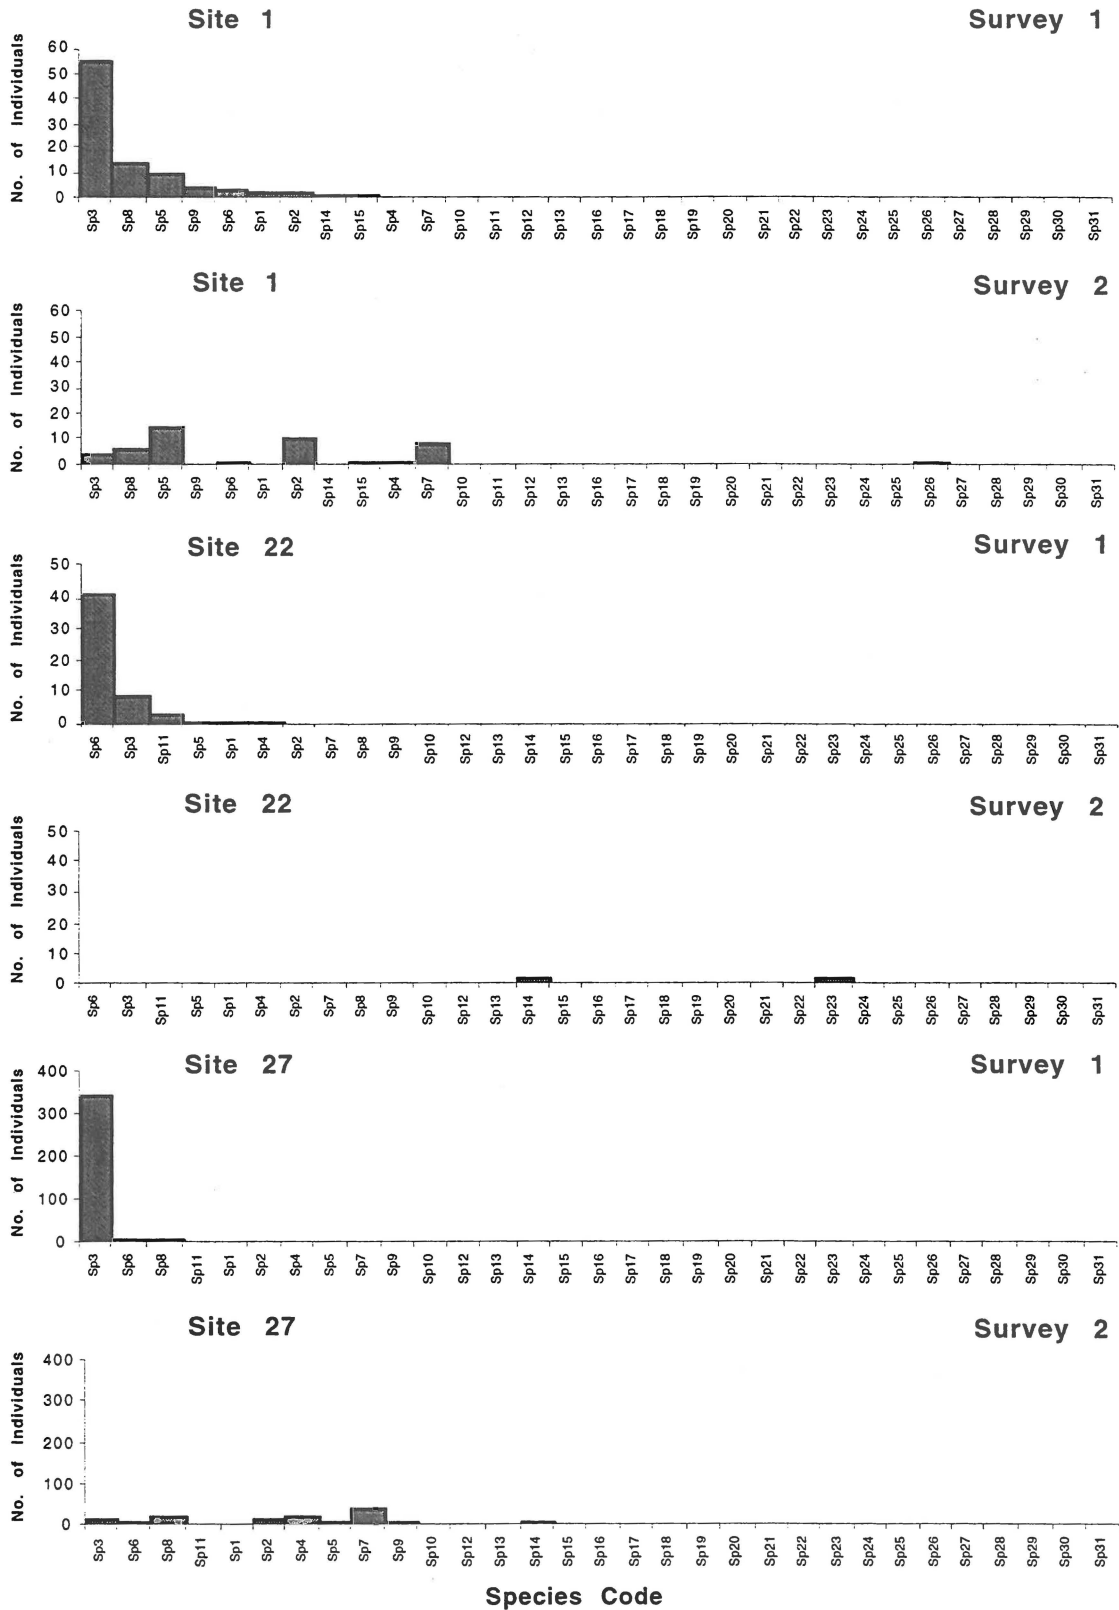 Site 1 Survey 1
No. of Individuals
60
50
40
30
20
10
0
Sp3 Sp8 Sp5 Sp9 Sp6 Sp1 Sp2 Sp14 Sp15 Sp4 Sp7 Sp10 Sp11 Sp12 Sp13 Sp16 Sp17 Sp18 Sp19 Sp20 Sp21 Sp22 Sp23 Sp24 Sp25 Sp26 Sp27 Sp28 Sp29 Sp30 Sp31
Site 1 Survey 2
No. of Individuals
60
50
40
30
20
10
0
Sp3 Sp8 Sp5 Sp9 Sp6 Sp1 Sp2 Sp14 Sp15 Sp4 Sp7 Sp10 Sp11 Sp12 Sp13 Sp16 Sp17 Sp18 Sp19 Sp20 Sp21 Sp22 Sp23 Sp24 Sp25 Sp26 Sp27 Sp28 Sp29 Sp30 Sp31
Site 22 Survey 1
No. of Individuals
50
40
30
20
10
0
Sp6 Sp3 Sp11 Sp5 Sp1 Sp4 Sp2 Sp7 Sp8 Sp9 Sp10 Sp12 Sp13 Sp14 Sp15 Sp16 Sp17 Sp18 Sp19 Sp20 Sp21 Sp22 Sp23 Sp24 Sp25 Sp26 Sp27 Sp28 Sp29 Sp30 Sp31
Site 22 Survey 2
No. of Individuals
50
40
30
20
10
0
Sp6 Sp3 Sp11 Sp5 Sp1 Sp4 Sp2 Sp7 Sp8 Sp9 Sp10 Sp12 Sp13 Sp14 Sp15 Sp16 Sp17 Sp18 Sp19 Sp20 Sp21 Sp22 Sp23 Sp24 Sp25 Sp26 Sp27 Sp28 Sp29 Sp30 Sp31
Site 27 Survey 1
No. of Individuals
400
300
200
100
0
Sp3 Sp6 Sp8 Sp11 Sp1 Sp2 Sp4 Sp5 Sp7 Sp9 Sp10 Sp12 Sp13 Sp14 Sp15 Sp16 Sp17 Sp18 Sp19 Sp20 Sp21 Sp22 Sp23 Sp24 Sp25 Sp26 Sp27 Sp28 Sp29 Sp30 Sp31
Site 27 Survey 2
No. of Individuals
400
300
200
100
0
Sp3 Sp6 Sp8 Sp11 Sp1 Sp2 Sp4 Sp5 Sp7 Sp9 Sp10 Sp12 Sp13 Sp14 Sp15 Sp16 Sp17 Sp18 Sp19 Sp20 Sp21 Sp22 Sp23 Sp24 Sp25 Sp26 Sp27 Sp28 Sp29 Sp30 Sp31
Species Code